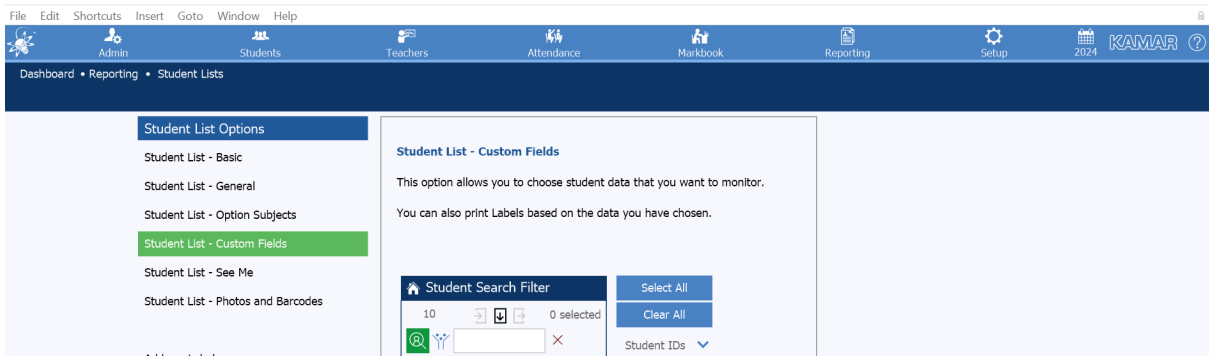 File Edit Shortcuts Insert Goto Window Help
Admin Students Teachers Attendance Markbook Reporting Setup 2024 KAMAR ?
Dashboard • Reporting • Student Lists
Student List Options
Student List - Basic
Student List - General
Student List - Option Subjects
Student List - Custom Fields
Student List - See Me
Student List - Photos and Barcodes
Student List - Custom Fields
This option allows you to choose student data that you want to monitor.
You can also print Labels based on the data you have chosen.
Student Search Filter
10 0 selected
Select All
Clear All
Student IDs